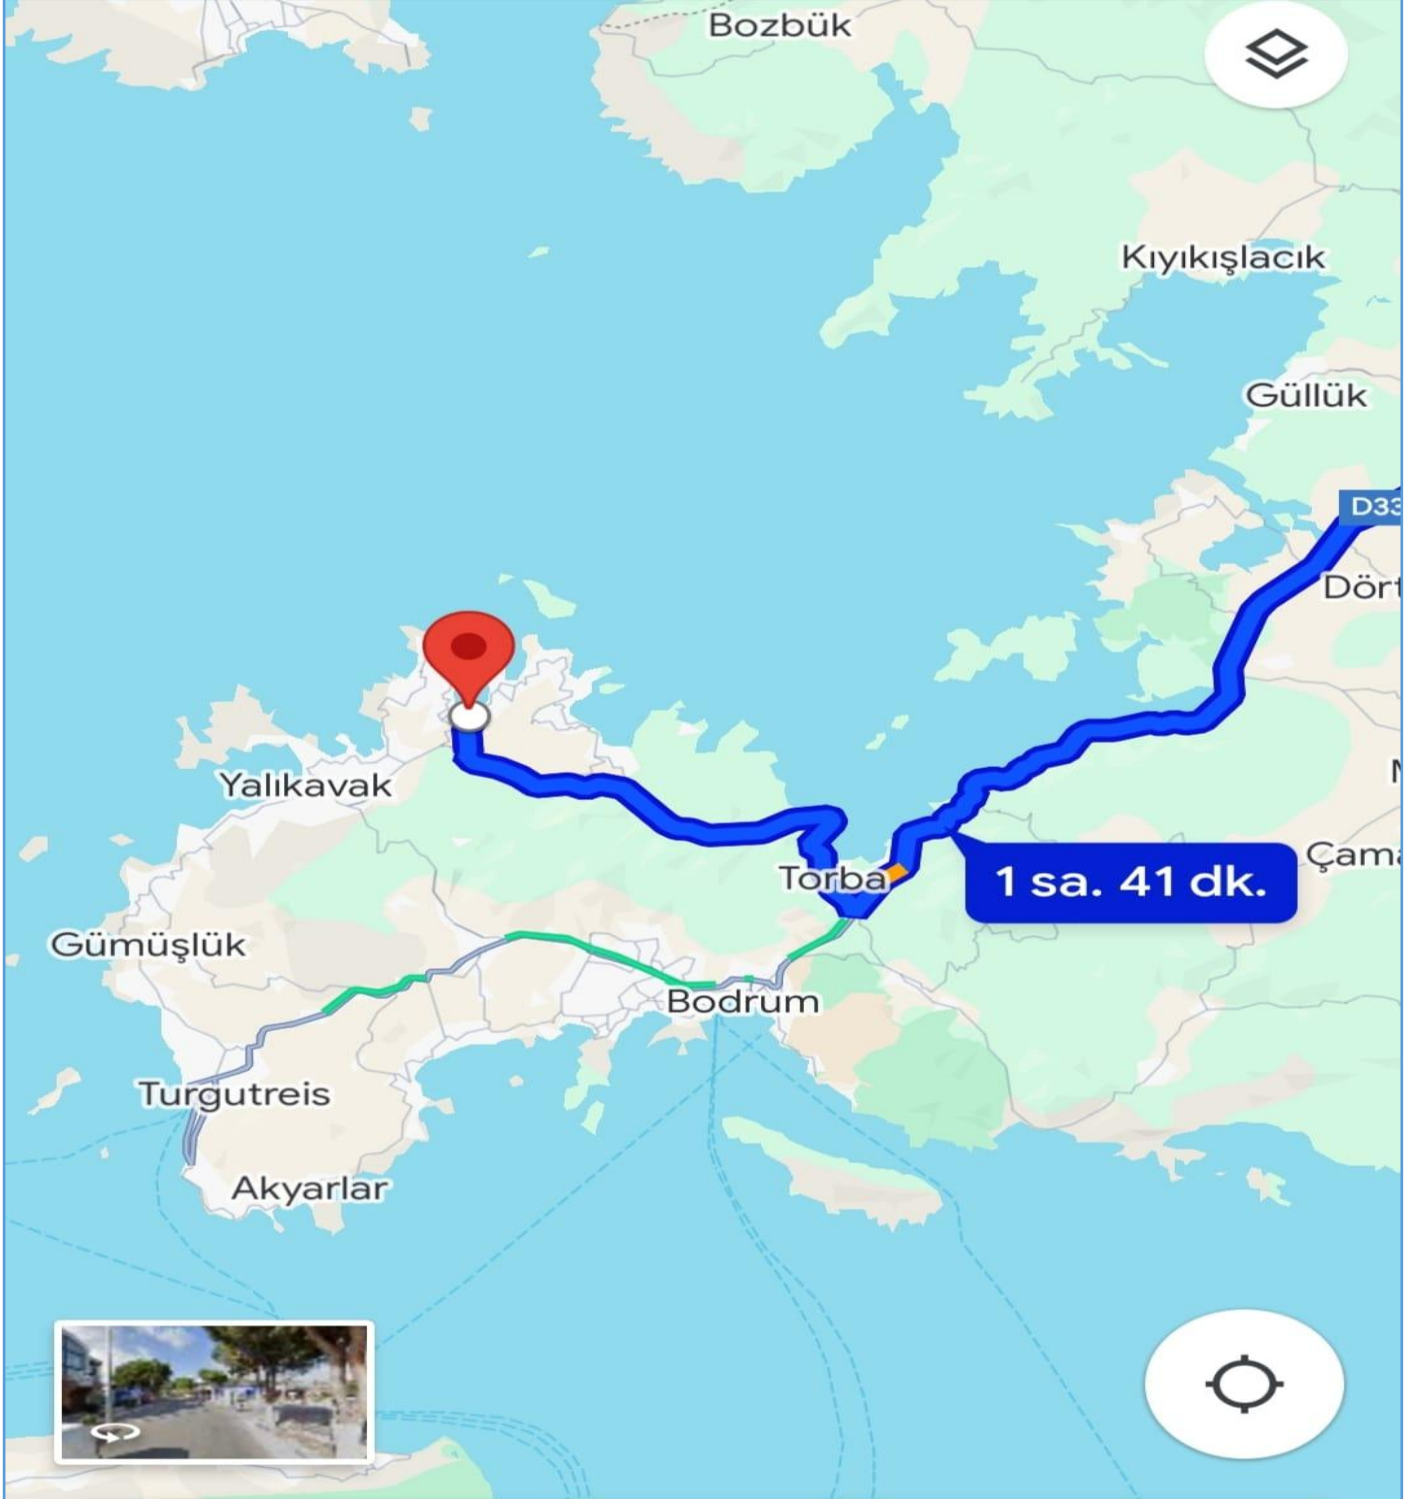 Bozbük
Kıyıkışlacık
Güllük
D33
Dört
Yalıkavak
Torba
1 sa. 41 dk.
Çama
Gümüşlük
Bodrum
Turgutreis
Akyarlar